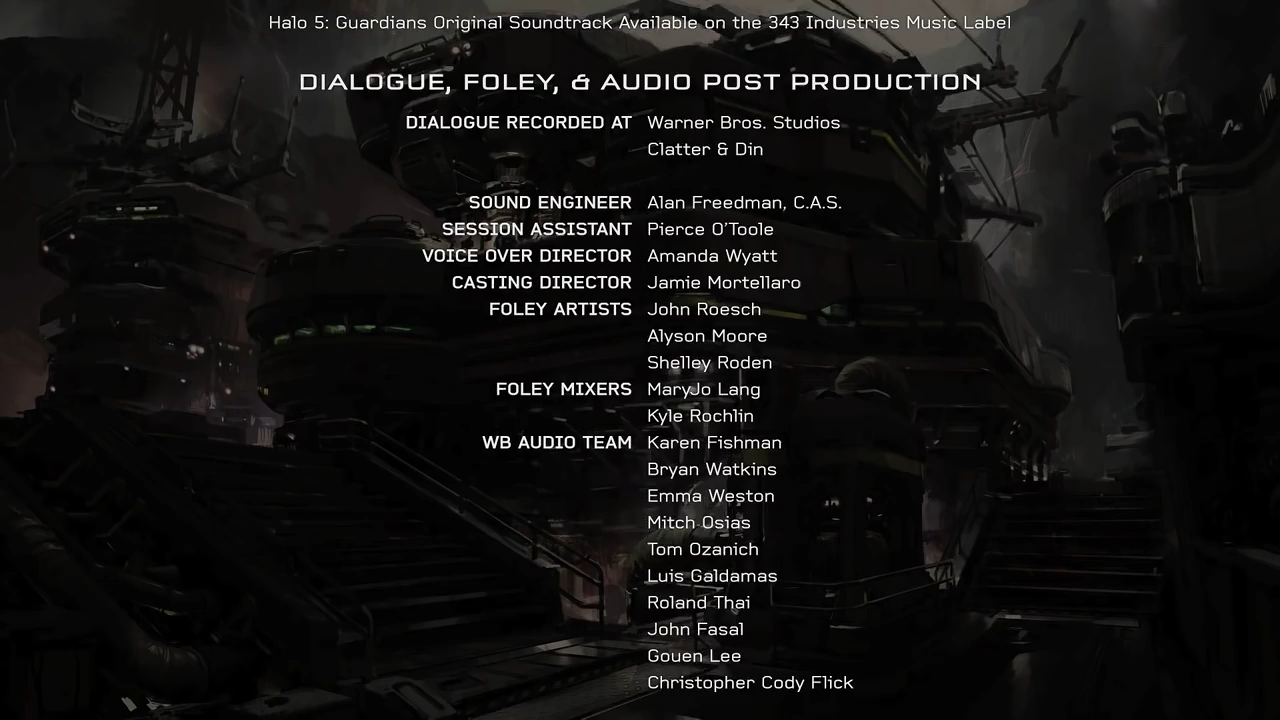 Halo 5: Guardians Original Soundtrack Available on the 343 Industries Music Label
DIALOGUE, FOLEY, & AUDIO POST PRODUCTION
DIALOGUE RECORDED AT Warner Bros. Studios
Clatter & Din
SOUND ENGINEER Alan Freedman, C.A.S.
SESSION ASSISTANT Pierce O'Toole
VOICE OVER DIRECTOR Amanda Wyatt
CASTING DIRECTOR Jamie Mortellaro
FOLEY ARTISTS John Roesch
Alyson Moore
Shelley Roden
FOLEY MIXERS MaryJo Lang
Kyle Rochlin
WB AUDIO TEAM Karen Fishman
Bryan Watkins
Emma Weston
Mitch Osias
Tom Ozanich
Luis Galdamas
Roland Thai
John Fasal
Gouen Lee
Christopher Cody Flick